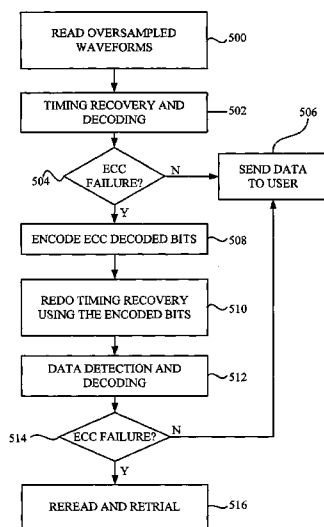 READ OVERSAMPLED
WAVEFORMS
500
TIMING RECOVERY AND
DECODING
502
506
ECC
FAILURE?
504
N
Y
SEND DATA
TO USER
ENCODE ECC DECODED BITS
508
REDO TIMING RECOVERY
USING THE ENCODED BITS
510
DATA DETECTION AND
DECODING
512
ECC FAILURE?
514
N
Y
REREAD AND RETRIAL
516